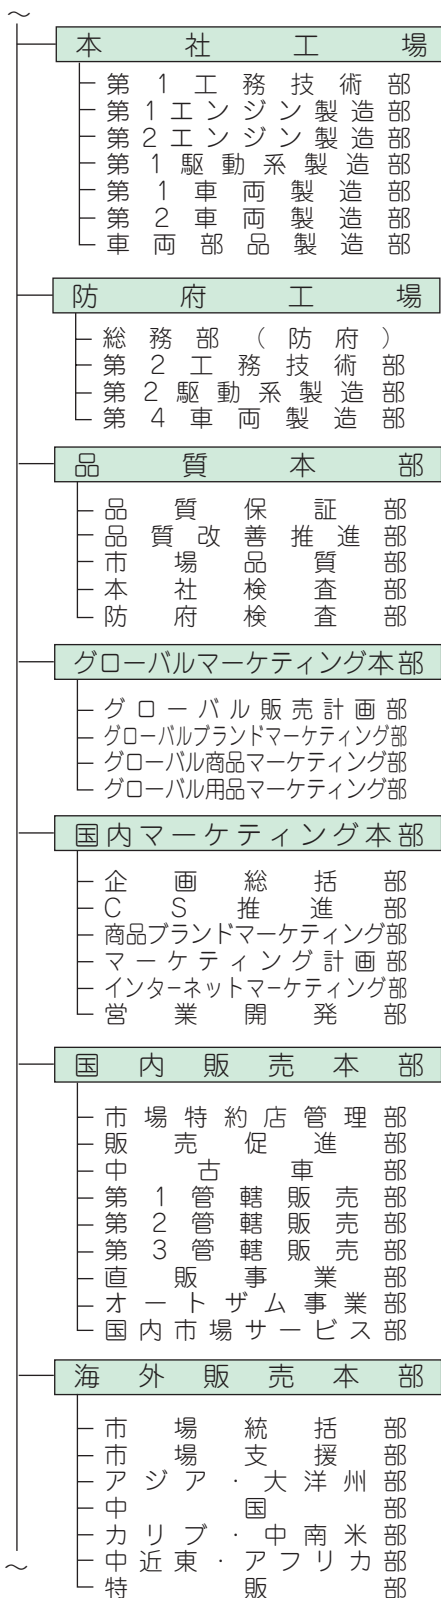 本社工場
第1工務技術部
第1エンジン製造部
第2エンジン製造部
第1駆動系製造部
第1車両製造部
第2車両製造部
車両部品製造部
防府工場
総務部(防府)
第2工務技術部
第2駆動系製造部
第4車両製造部
品質本部
品質保証部
品質改善推進部
市場品質部
本社検査部
防府検査部
グローバルマーケティング本部
グローバル販売計画部
グローバルブランドマーケティング部
グローバル商品マーケティング部
グローバル用品マーケティング部
国内マーケティング本部
企画総括部
CS推進部
商品ブランドマーケティング部
マーケティング計画部
インターネットマーケティング部
営業開発部
国内販売本部
市場特約店管理部
販売促進部
中古車部
第1管轄販売部
第2管轄販売部
第3管轄販売部
直販事業部
オートザム事業部
国内市場サービス部
海外販売本部
市場統括部
市場支援部
アジア・大洋州部
中国部
カリブ・中南米部
中近東・アフリカ部
特販部